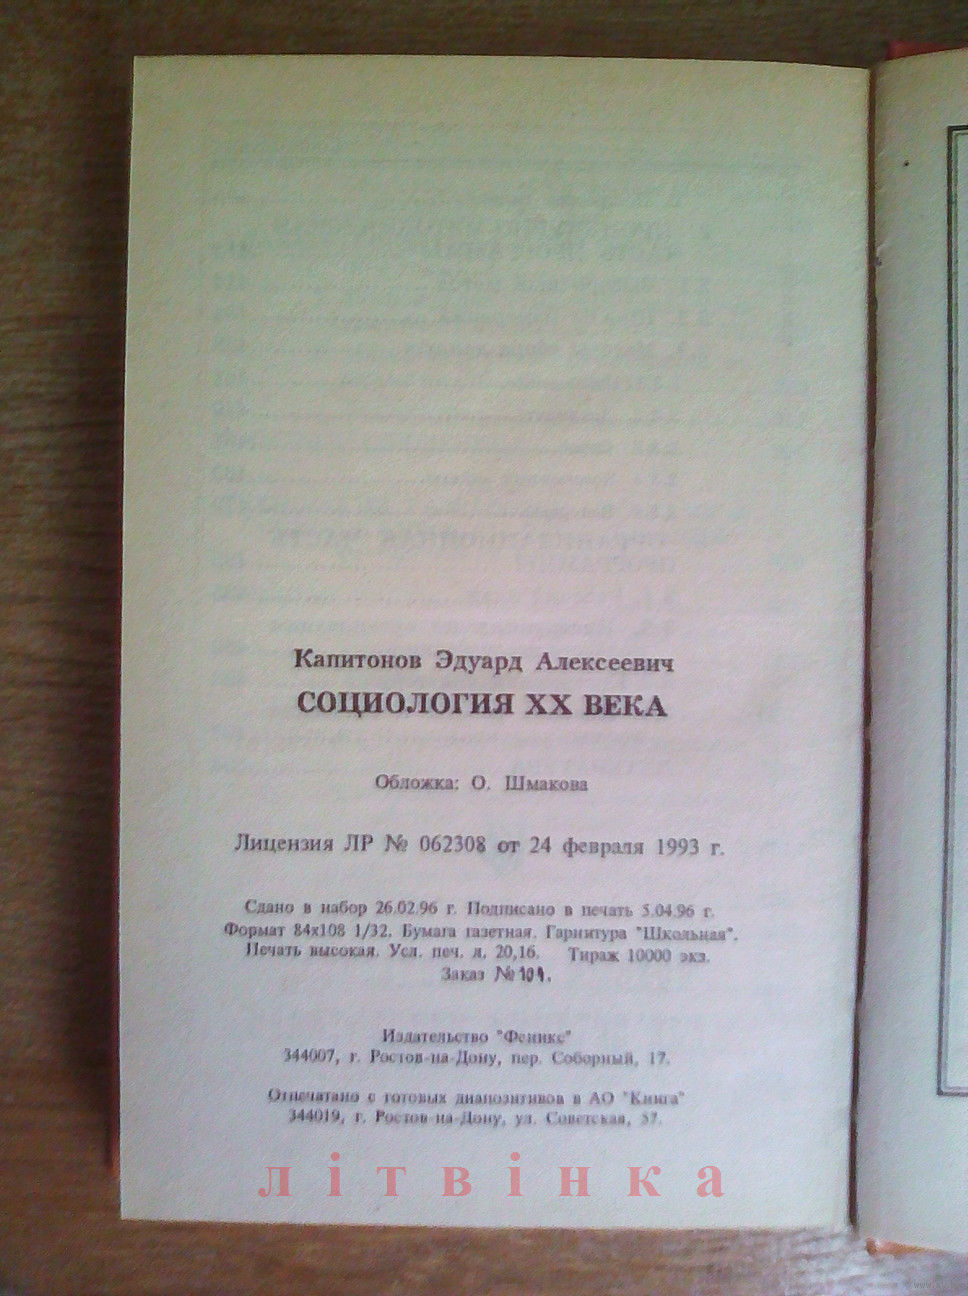 Капитонов Эдуард Алексеевич
СОЦИОЛОГИЯ XX ВЕКА
Обложка: О. Шмакова
Лицензия ЛР № 062308 от 24 февраля 1993 г.
Сдано в набор 26.02.96 г. Подписано в печать 5.04.96 г.
Формат 84x108 1/32. Бумага газетная. Гарнитура "Школьная".
Печать высокая. Усл. печ. л. 20,16. Тираж 10000 экз.
Заказ № 101.
Издательство "Феникс"
344007, г. Ростов-на-Дону, пер. Соборный, 17.
Отпечатано с готовых диапозитивов в АО "Книга"
344019, г. Ростов-на-Дону, ул. Советская, 57.
літвінка